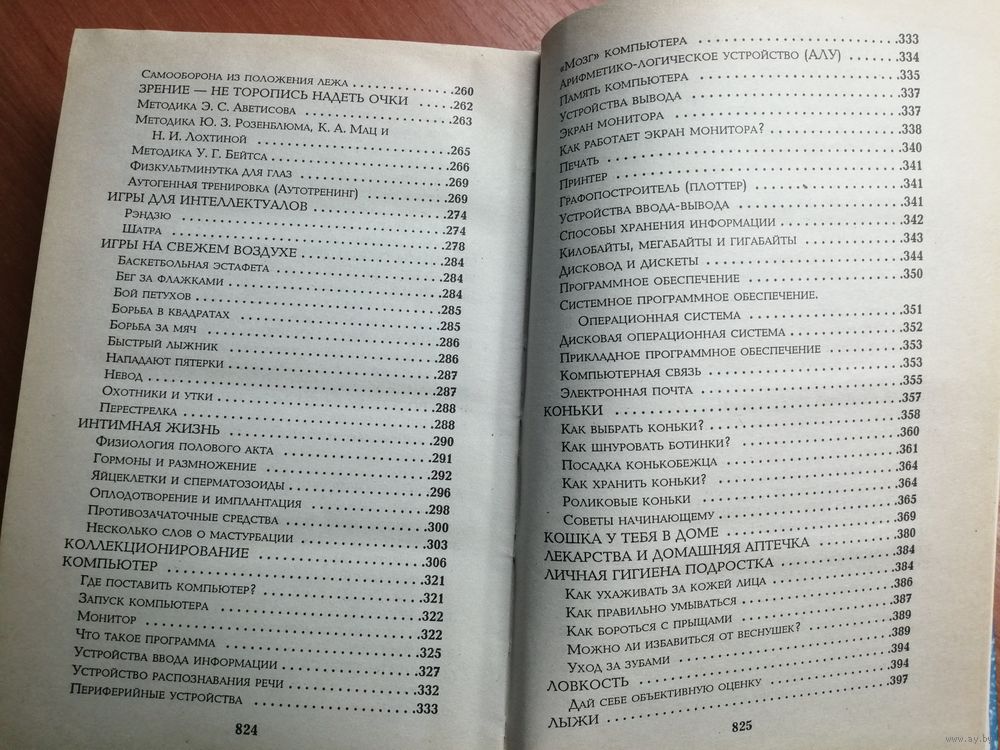 Самооборона из положения лежа . . . . . . . . . . . . . . .260
ЗРЕНИЕ — НЕ ТОРОПИСЬ НАДЕТЬ ОЧКИ . . . . .262
Методика Э. С. Аветисова . . . . . . . . . . . . . . . . . .263
Методика Ю. З. Розенблюма, К. А. Мац и
Н. И. Лохтиной . . . . . . . . . . . . . . . . . . . . . .265
Методика У. Г. Бейтса . . . . . . . . . . . . . . . . . . . .266
Физкультминутка для глаз . . . . . . . . . . . . . . . . .269
Аутогенная тренировка (Аутотренинг) . . . . . . . . . .269
ИГРЫ ДЛЯ ИНТЕЛЛЕКТУАЛОВ . . . . . . . . . . . . . .274
Рэндзю . . . . . . . . . . . . . . . . . . . . . . . . . . . . .274
Шатра . . . . . . . . . . . . . . . . . . . . . . . . . . . . . .278
ИГРЫ НА СВЕЖЕМ ВОЗДУХЕ . . . . . . . . . . . . . . .284
Баскетбольная эстафета . . . . . . . . . . . . . . . . . . .284
Бег за флажками . . . . . . . . . . . . . . . . . . . . . . . .284
Бой петухов . . . . . . . . . . . . . . . . . . . . . . . . . . .285
Борьба в квадратах . . . . . . . . . . . . . . . . . . . . . .285
Борьба за мяч . . . . . . . . . . . . . . . . . . . . . . . . .286
Быстрый лыжник . . . . . . . . . . . . . . . . . . . . . . . .286
Нападают пятерки . . . . . . . . . . . . . . . . . . . . . . .287
Невод . . . . . . . . . . . . . . . . . . . . . . . . . . . . . .287
Охотники и утки . . . . . . . . . . . . . . . . . . . . . . . .288
Перестрелка . . . . . . . . . . . . . . . . . . . . . . . . . . .288
ИНТИМНАЯ ЖИЗНЬ . . . . . . . . . . . . . . . . . . . . .290
Физиология полового акта . . . . . . . . . . . . . . . . . .291
Гормоны и размножение . . . . . . . . . . . . . . . . . . .292
Яйцеклетки и сперматозоиды . . . . . . . . . . . . . . . .296
Оплодотворение и имплантация . . . . . . . . . . . . . .298
Противозачаточные средства . . . . . . . . . . . . . . . .300
Несколько слов о мастурбации . . . . . . . . . . . . . . .303
КОЛЛЕКЦИОНИРОВАНИЕ . . . . . . . . . . . . . . . . . .306
КОМПЬЮТЕР . . . . . . . . . . . . . . . . . . . . . . . . . .321
Где поставить компьютер? . . . . . . . . . . . . . . . . . .321
Запуск компьютера . . . . . . . . . . . . . . . . . . . . . .322
Монитор . . . . . . . . . . . . . . . . . . . . . . . . . . . . .322
Что такое программа . . . . . . . . . . . . . . . . . . . . .325
Устройства ввода информации . . . . . . . . . . . . . . .327
Устройство распознавания речи . . . . . . . . . . . . . . .332
Периферийные устройства . . . . . . . . . . . . . . . . . .333
824
«Мозг» компьютера . . . . . . . . . . . . . . . . . . . . . .333
Арифметико-логическое устройство (АЛУ) . . . . . . .334
Память компьютера . . . . . . . . . . . . . . . . . . . . . .335
Устройства вывода . . . . . . . . . . . . . . . . . . . . . .337
Экран монитора . . . . . . . . . . . . . . . . . . . . . . . .337
Как работает экран монитора? . . . . . . . . . . . . . . .338
Печать . . . . . . . . . . . . . . . . . . . . . . . . . . . . . .340
Принтер . . . . . . . . . . . . . . . . . . . . . . . . . . . . .341
Графопостроитель (плоттер) . . . . . . . . . . . . . . . . .341
Устройства ввода-вывода . . . . . . . . . . . . . . . . . . .341
Способы хранения информации . . . . . . . . . . . . . .342
Килобайты, мегабайты и гигабайты . . . . . . . . . . . .343
Дисковод и дискеты . . . . . . . . . . . . . . . . . . . . . .344
Программное обеспечение . . . . . . . . . . . . . . . . . .350
Системное программное обеспечение.
Операционная система . . . . . . . . . . . . . . . . . .351
Дисковая операционная система . . . . . . . . . . . . . .352
Прикладное программное обеспечение . . . . . . . . . .353
Компьютерная связь . . . . . . . . . . . . . . . . . . . . . .353
Электронная почта . . . . . . . . . . . . . . . . . . . . . . .355
КОНЬКИ . . . . . . . . . . . . . . . . . . . . . . . . . . . . .357
Как выбрать коньки? . . . . . . . . . . . . . . . . . . . . .358
Как шнуровать ботинки? . . . . . . . . . . . . . . . . . . .360
Посадка конькобежца . . . . . . . . . . . . . . . . . . . . .361
Как хранить коньки? . . . . . . . . . . . . . . . . . . . . .364
Роликовые коньки . . . . . . . . . . . . . . . . . . . . . . .364
Советы начинающему . . . . . . . . . . . . . . . . . . . . .365
КОШКА У ТЕБЯ В ДОМЕ . . . . . . . . . . . . . . . . . .369
ЛЕКАРСТВА И ДОМАШНЯЯ АПТЕЧКА . . . . . . . . .380
ЛИЧНАЯ ГИГИЕНА ПОДРОСТКА . . . . . . . . . . . . .384
Как ухаживать за кожей лица . . . . . . . . . . . . . . . .384
Как правильно умываться . . . . . . . . . . . . . . . . . .386
Как бороться с прыщами . . . . . . . . . . . . . . . . . . .387
Можно ли избавиться от веснушек? . . . . . . . . . . . .389
Уход за зубами . . . . . . . . . . . . . . . . . . . . . . . . .389
ЛОВКОСТЬ . . . . . . . . . . . . . . . . . . . . . . . . . . .394
Дай себе объективную оценку . . . . . . . . . . . . . . . .394
ЛЫЖИ . . . . . . . . . . . . . . . . . . . . . . . . . . . . . .397
825
www.ay.by